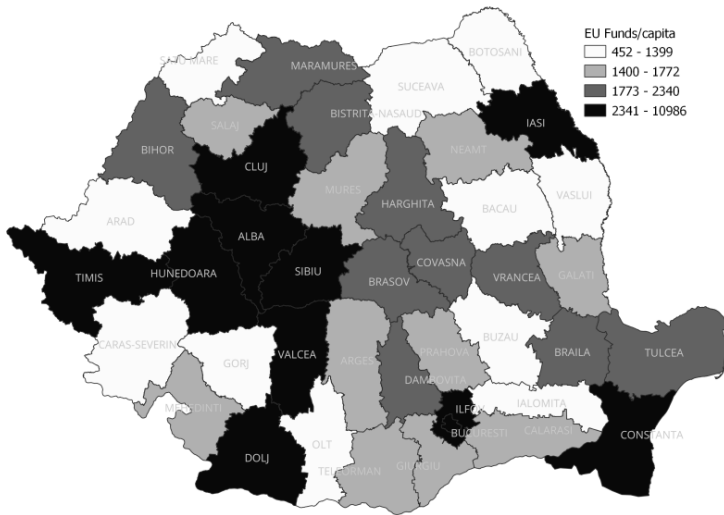 EU Funds/capita
452 - 1399
1400 - 1772
1773 - 2340
2341 - 10986
BOTOSANI
SATU MARE
MARAMURES
SUCEAVA
BISTRITA-NASAUD
IASI
SALAJ
BIHOR
NEAMT
CLUJ
MURES
VASLUI
HARGHITA
BACAU
ARAD
ALBA
COVASNA
TIMIS
HUNEDOARA
SIBIU
BRASOV
VRANCEA
GALATI
CARAS-SEVERIN
VALCEA
BUZAU
GORJ
ARGES
PRAHOVA
BRAILA
TULCEA
DAMBOVITA
MEHEDINTI
ILFOV
IALOMITA
BUCURESTI
CALARASI
CONSTANTA
OLT
DOLJ
TELEORMAN
GIURGIU